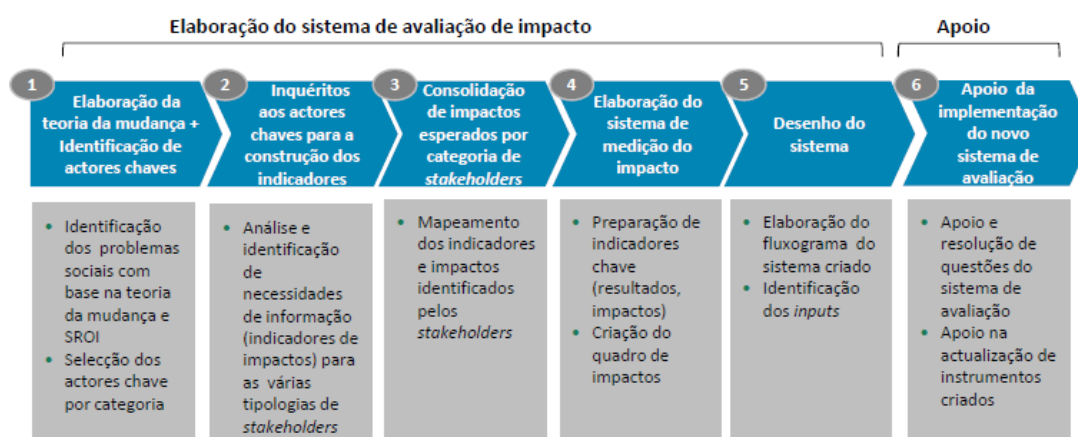 Elaboração do sistema de avaliação de impacto
Apoio
1
Elaboração da
teoria da mudança +
Identificação de
actores chaves
2
Inquéritos
aos actores
chaves para a
construção dos
indicadores
3
Consolidação
de impactos
esperados por
categoria de
stakeholders
4
Elaboração do
sistema de
medição do
impacto
5
Desenho do
sistema
6
Apoio da
implementação
do novo
sistema de
avaliação
• Identificação
dos problemas
sociais com
base na teoria
da mudança e
SROI
• Selecção dos
actores chave
por categoria
• Análise e
identificação
de
necessidades
de informação
(indicadores de
impactos) para
as várias
tipologias de
stakeholders
• Mapeamento
dos indicadores
e impactos
identificados
pelos
stakeholders
• Preparação de
indicadores
chave
(resultados,
impactos)
• Criação do
quadro de
impactos
• Elaboração do
fluxograma do
sistema criado
• Identificação
dos inputs
• Apoio e
resolução de
questões do
sistema de
avaliação
• Apoio na
actualização de
instrumentos
criados